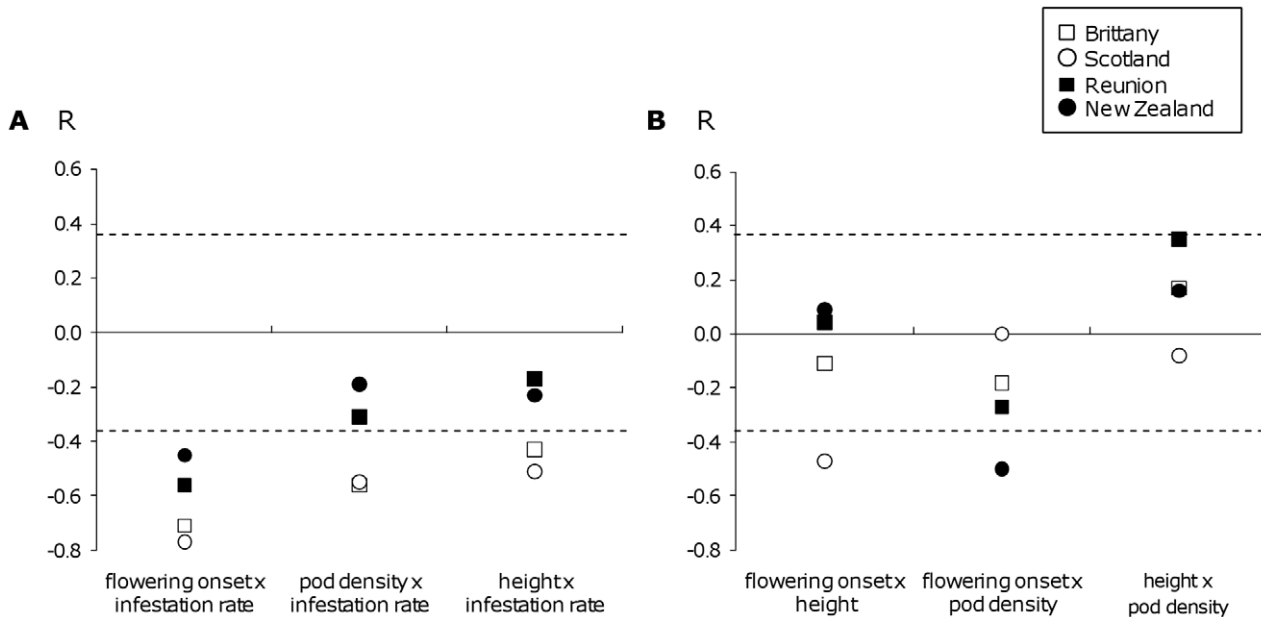 Brittany
Scotland
Reunion
New Zealand
A R
0.6
0.4
0.2
0.0
-0.2
-0.4
-0.6
-0.8
flowering onset x
infestation rate
pod density x
infestation rate
height x
infestation rate
B R
0.6
0.4
0.2
0.0
-0.2
-0.4
-0.6
-0.8
flowering onset x
height
flowering onset x
pod density
height x
pod density